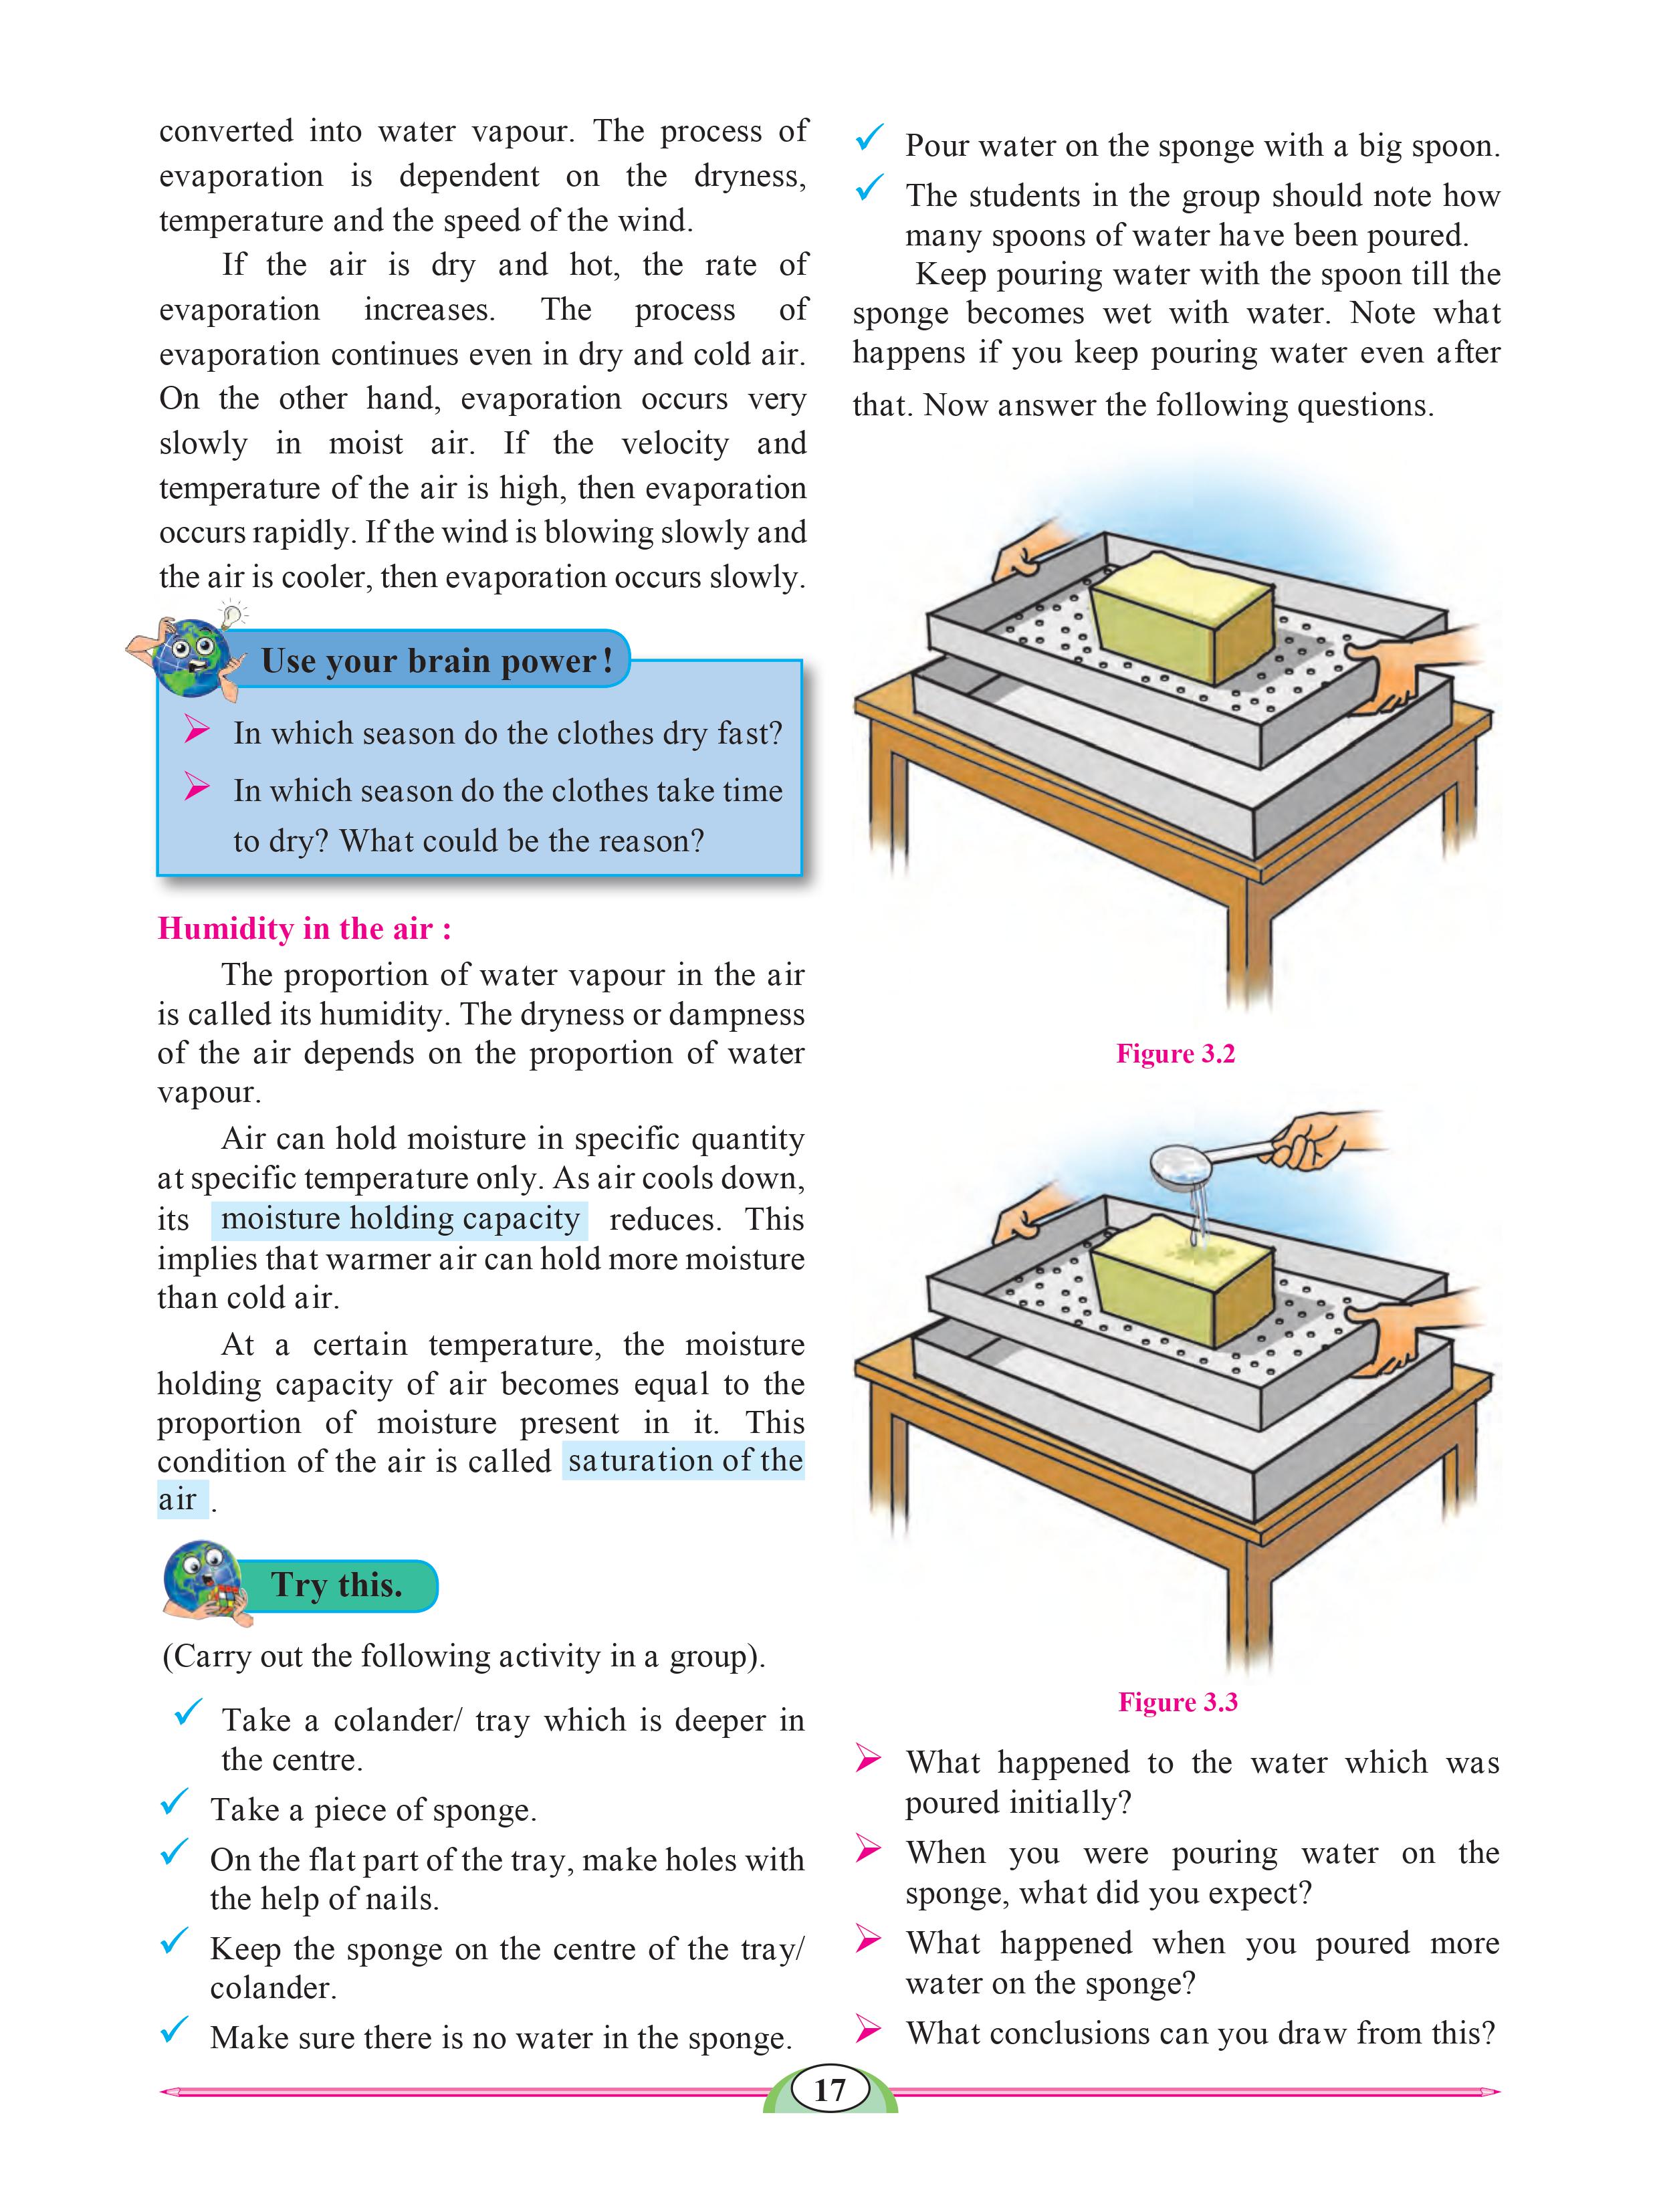 converted into water vapour. The process of
evaporation is dependent on the dryness,
temperature and the speed of the wind.
If the air is dry and hot, the rate of
evaporation increases. The process of
evaporation continues even in dry and cold air.
On the other hand, evaporation occurs very
slowly in moist air. If the velocity and
temperature of the air is high, then evaporation
occurs rapidly. If the wind is blowing slowly and
the air is cooler, then evaporation occurs slowly.
Use your brain power!
In which season do the clothes dry fast?
In which season do the clothes take time
to dry? What could be the reason?
Humidity in the air :
The proportion of water vapour in the air
is called its humidity. The dryness or dampness
of the air depends on the proportion of water
vapour.
Air can hold moisture in specific quantity
at specific temperature only. As air cools down,
its moisture holding capacity reduces. This
implies that warmer air can hold more moisture
than cold air.
At a certain temperature, the moisture
holding capacity of air becomes equal to the
proportion of moisture present in it. This
condition of the air is called saturation of the
air .
Try this.
(Carry out the following activity in a group).
✓ Take a colander/ tray which is deeper in
the centre.
✓ Take a piece of sponge.
✓ On the flat part of the tray, make holes with
the help of nails.
✓ Keep the sponge on the centre of the tray/
colander.
✓ Make sure there is no water in the sponge.
✓ Pour water on the sponge with a big spoon.
✓ The students in the group should note how
many spoons of water have been poured.
Keep pouring water with the spoon till the
sponge becomes wet with water. Note what
happens if you keep pouring water even after
that. Now answer the following questions.
Figure 3.2
Figure 3.3
What happened to the water which was
poured initially?
When you were pouring water on the
sponge, what did you expect?
What happened when you poured more
water on the sponge?
What conclusions can you draw from this?
17